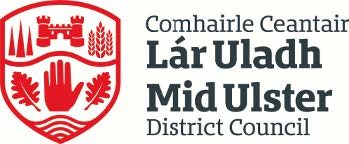 Comhairle Ceantair
Lár Uladh
Mid Ulster
District Council